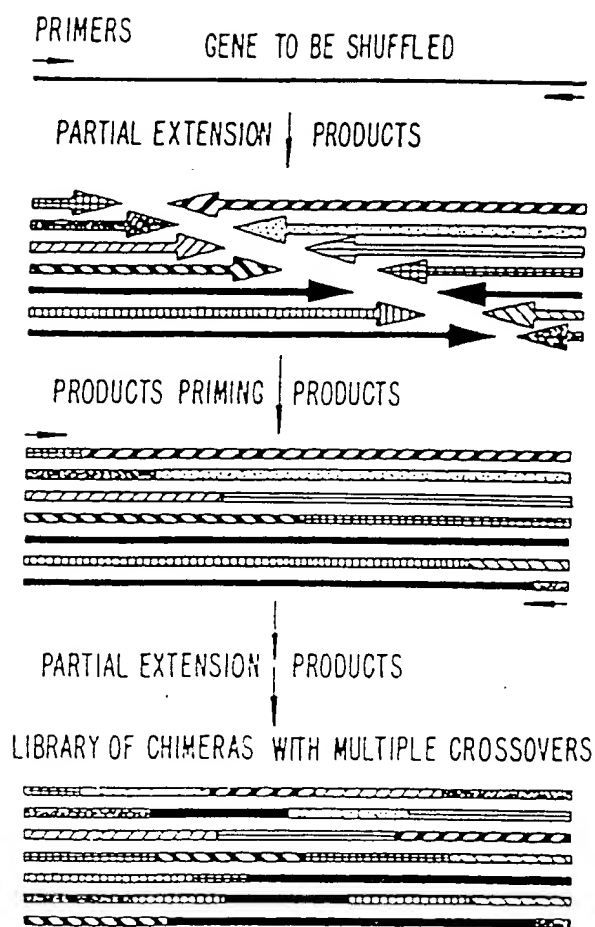 PRIMERS
GENE TO BE SHUFFLED
PARTIAL EXTENSION PRODUCTS
PRODUCTS PRIMING PRODUCTS
PARTIAL EXTENSION PRODUCTS
LIBRARY OF CHIMERAS WITH MULTIPLE CROSSOVERS